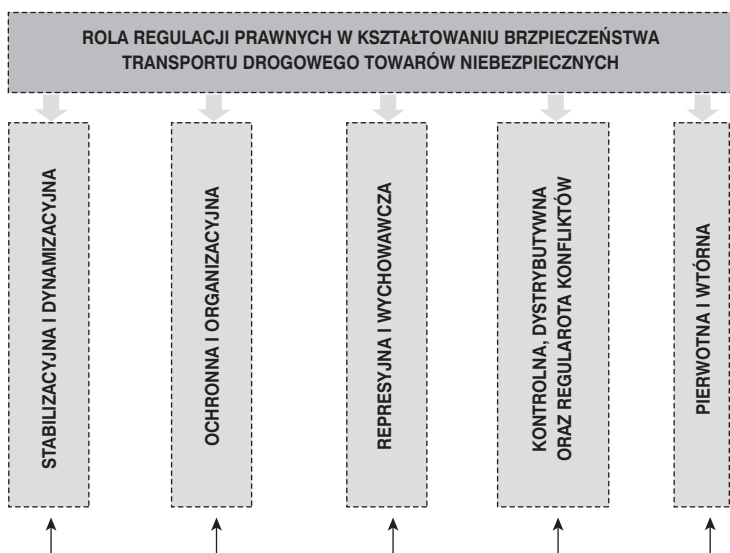 ROLA REGULACJI PRAWNYCH W KSZTAŁTOWANIU BRZPIECZEŃSTWA
TRANSPORTU DROGOWEGO TOWARÓW NIEBEZPIECZNYCH
STABILIZACYJNA I DYNAMIZACYJNA
OCHRONNA I ORGANIZACYJNA
REPRESYJNA I WYCHOWAWCZA
KONTROLNA, DYSTRYBUTYWNA
ORAZ REGULAROTA KONFLIKTÓW
PIERWOTNA I WTÓRNA